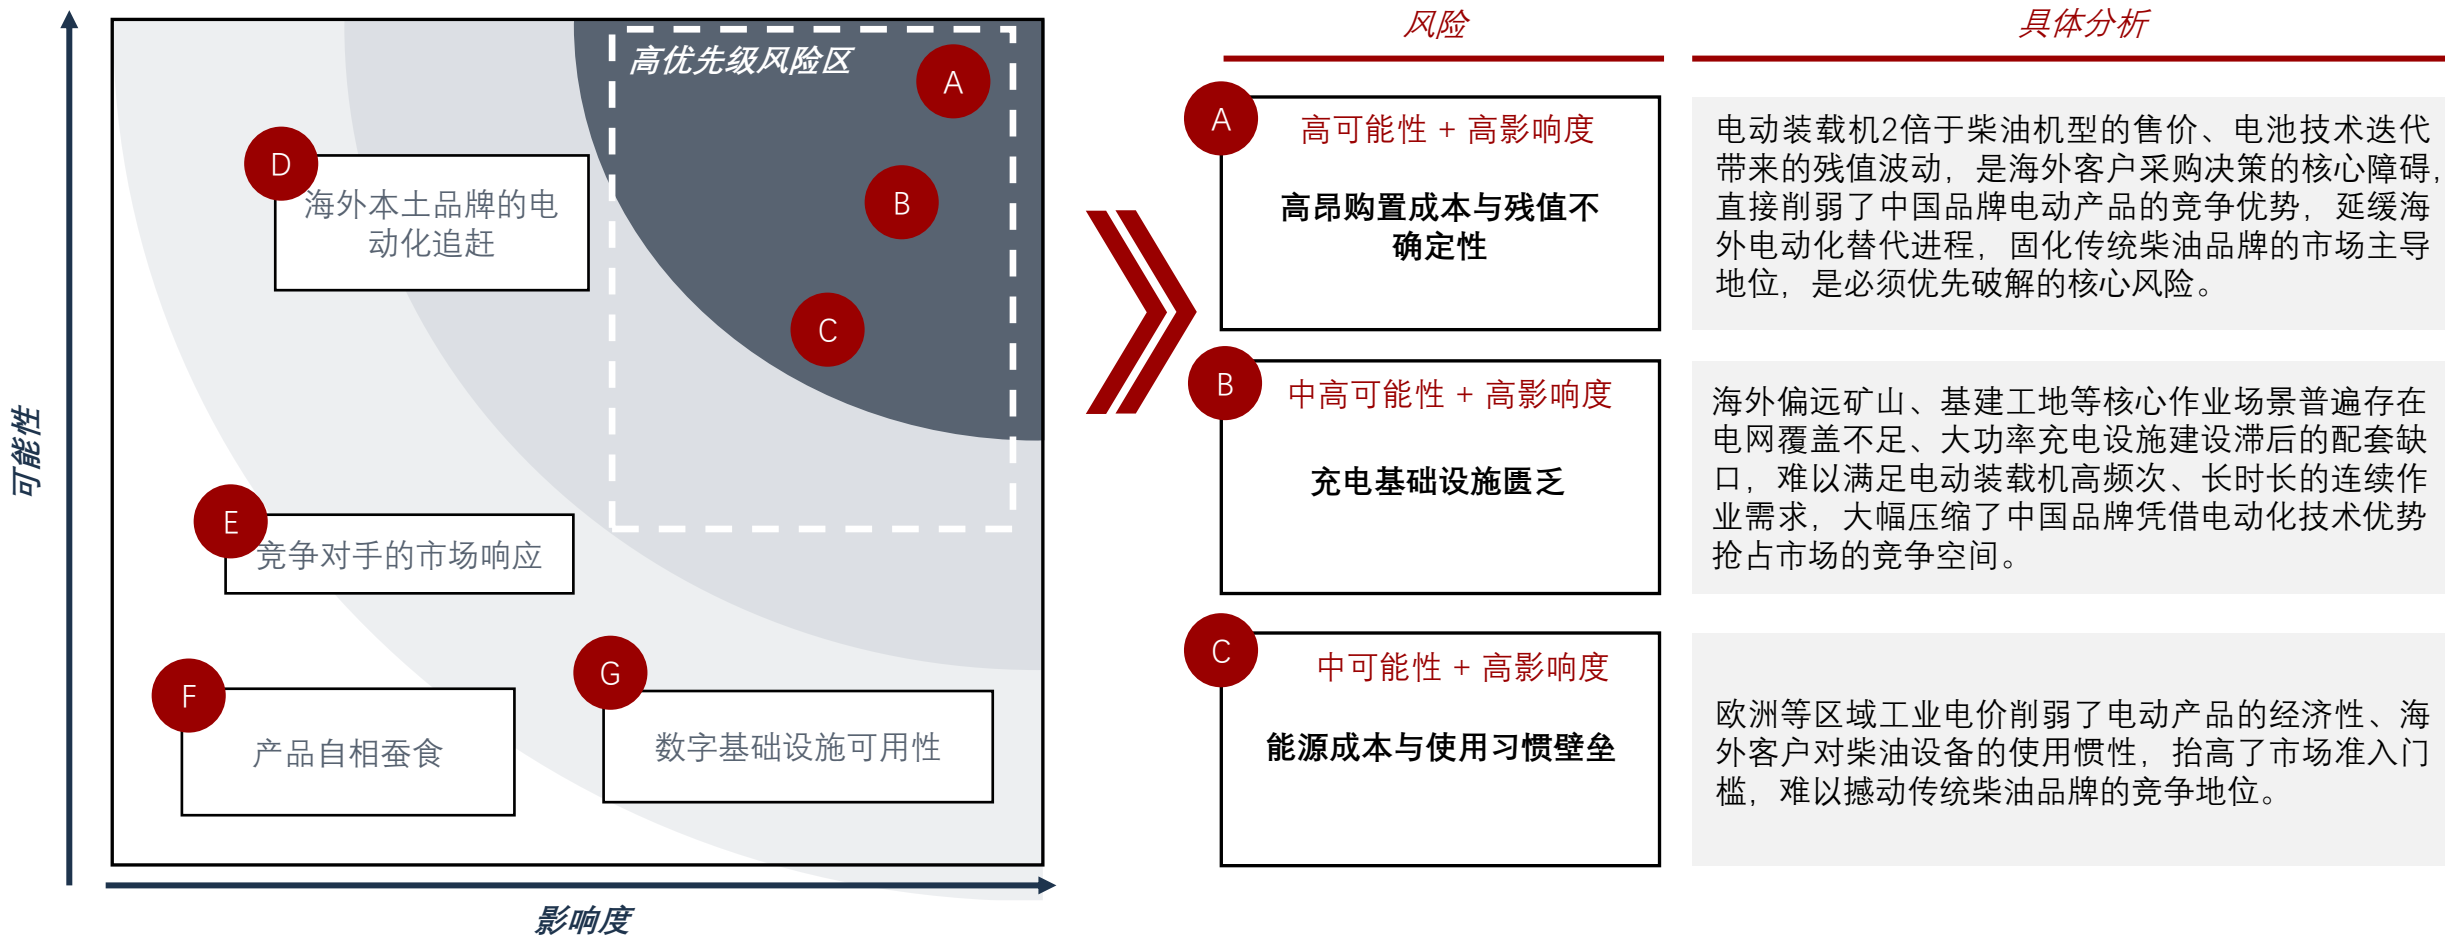 可能性
高优先级风险区
A
B
C
D
海外本土品牌的电
动化追赶
E
竞争对手的市场响应
F
产品自相蚕食
G
数字基础设施可用性
影响度
风险
具体分析
A
高可能性 + 高影响度
高昂购置成本与残值不
确定性
电动装载机2倍于柴油机型的售价、电池技术迭代
带来的残值波动，是海外客户采购决策的核心障碍，
直接削弱了中国品牌电动产品的竞争优势，延缓海
外电动化替代进程，固化传统柴油品牌的市场主导
地位，是必须优先破解的核心风险。
B
中高可能性 + 高影响度
充电基础设施匮乏
海外偏远矿山、基建工地等核心作业场景普遍存在
电网覆盖不足、大功率充电设施建设滞后的配套缺
口，难以满足电动装载机高频次、长时长的连续作
业需求，大幅压缩了中国品牌凭借电动化技术优势
抢占市场的竞争空间。
C
中可能性 + 高影响度
能源成本与使用习惯壁垒
欧洲等区域工业电价削弱了电动产品的经济性、海
外客户对柴油设备的使用惯性，抬高了市场准入门
槛，难以撼动传统柴油品牌的竞争地位。